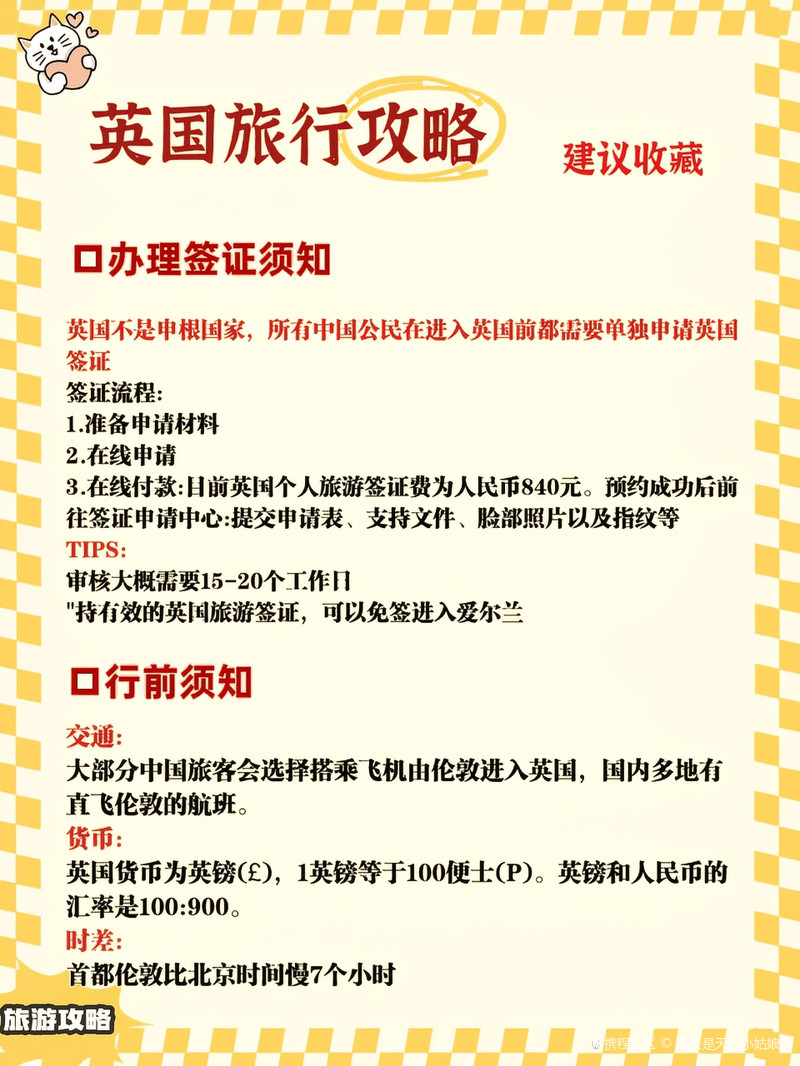 英国旅行攻略
建议收藏
办理签证须知
英国不是申根国家，所有中国公民在进入英国前都需要单独申请英国
签证
签证流程:
1.准备申请材料
2.在线申请
3.在线付款:目前英国个人旅游签证费为人民币840元。预约成功后前
往签证申请中心:提交申请表、支持文件、脸部照片以及指纹等
TIPS:
审核大概需要15-20个工作日
"持有效的英国旅游签证，可以免签进入爱尔兰
行前须知
交通:
大部分中国旅客会选择搭乘飞机由伦敦进入英国，国内多地有
直飞伦敦的航班。
货币:
英国货币为英镑(£)，1英镑等于100便士(P)。英镑和人民币的
汇率是100:900。
时差:
首都伦敦比北京时间慢7个小时
旅游攻略